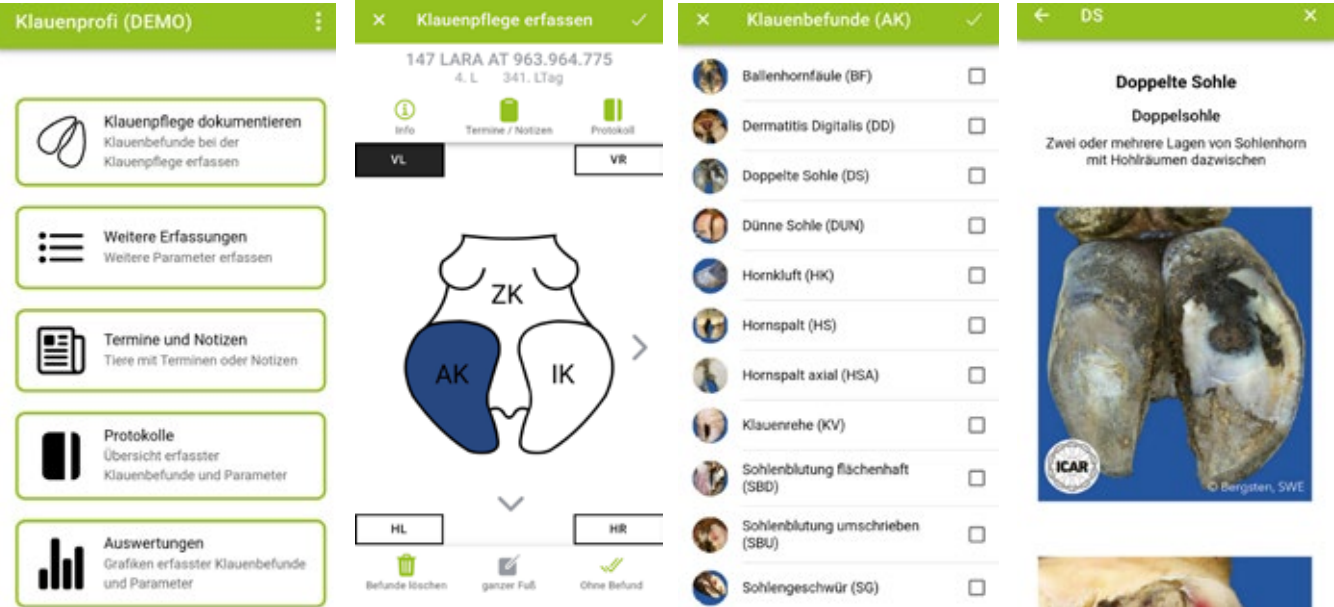 Klauenprofi (DEMO)
Klauenpflege dokumentieren
Klauenbefunde bei der
Klauenpflege erfassen
Weitere Erfassungen
Weitere Parameter erfassen
Termine und Notizen
Tiere mit Terminen oder Notizen
Protokolle
Übersicht erfasster
Klauenbefunde und Parameter
Auswertungen
Grafiken erfasster Klauenbefunde
und Parameter
Klauenpflege erfassen
147 LARA AT 963.964.775
4. L 341. LTag
Info
Termine / Notizen
Protokoll
VL
VR
ZK
AK
IK
HL
HR
Befunde löschen
ganzer Fuß
Ohne Befund
Klauenbefunde (AK)
Ballenhornfäule (BF)
Dermatitis Digitalis (DD)
Doppelte Sohle (DS)
Dünne Sohle (DUN)
Hornkluft (HK)
Hornspalt (HS)
Hornspalt axial (HSA)
Klauenrehe (KV)
Sohlenblutung flächenhaft
(SBD)
Sohlenblutung umschrieben
(SBU)
Sohlengeschwür (SG)
DS
Doppelte Sohle
Doppelsohle
Zwei oder mehrere Lagen von Sohlenhorn
mit Hohlräumen dazwischen
ICAR
© Bergsten, SWE